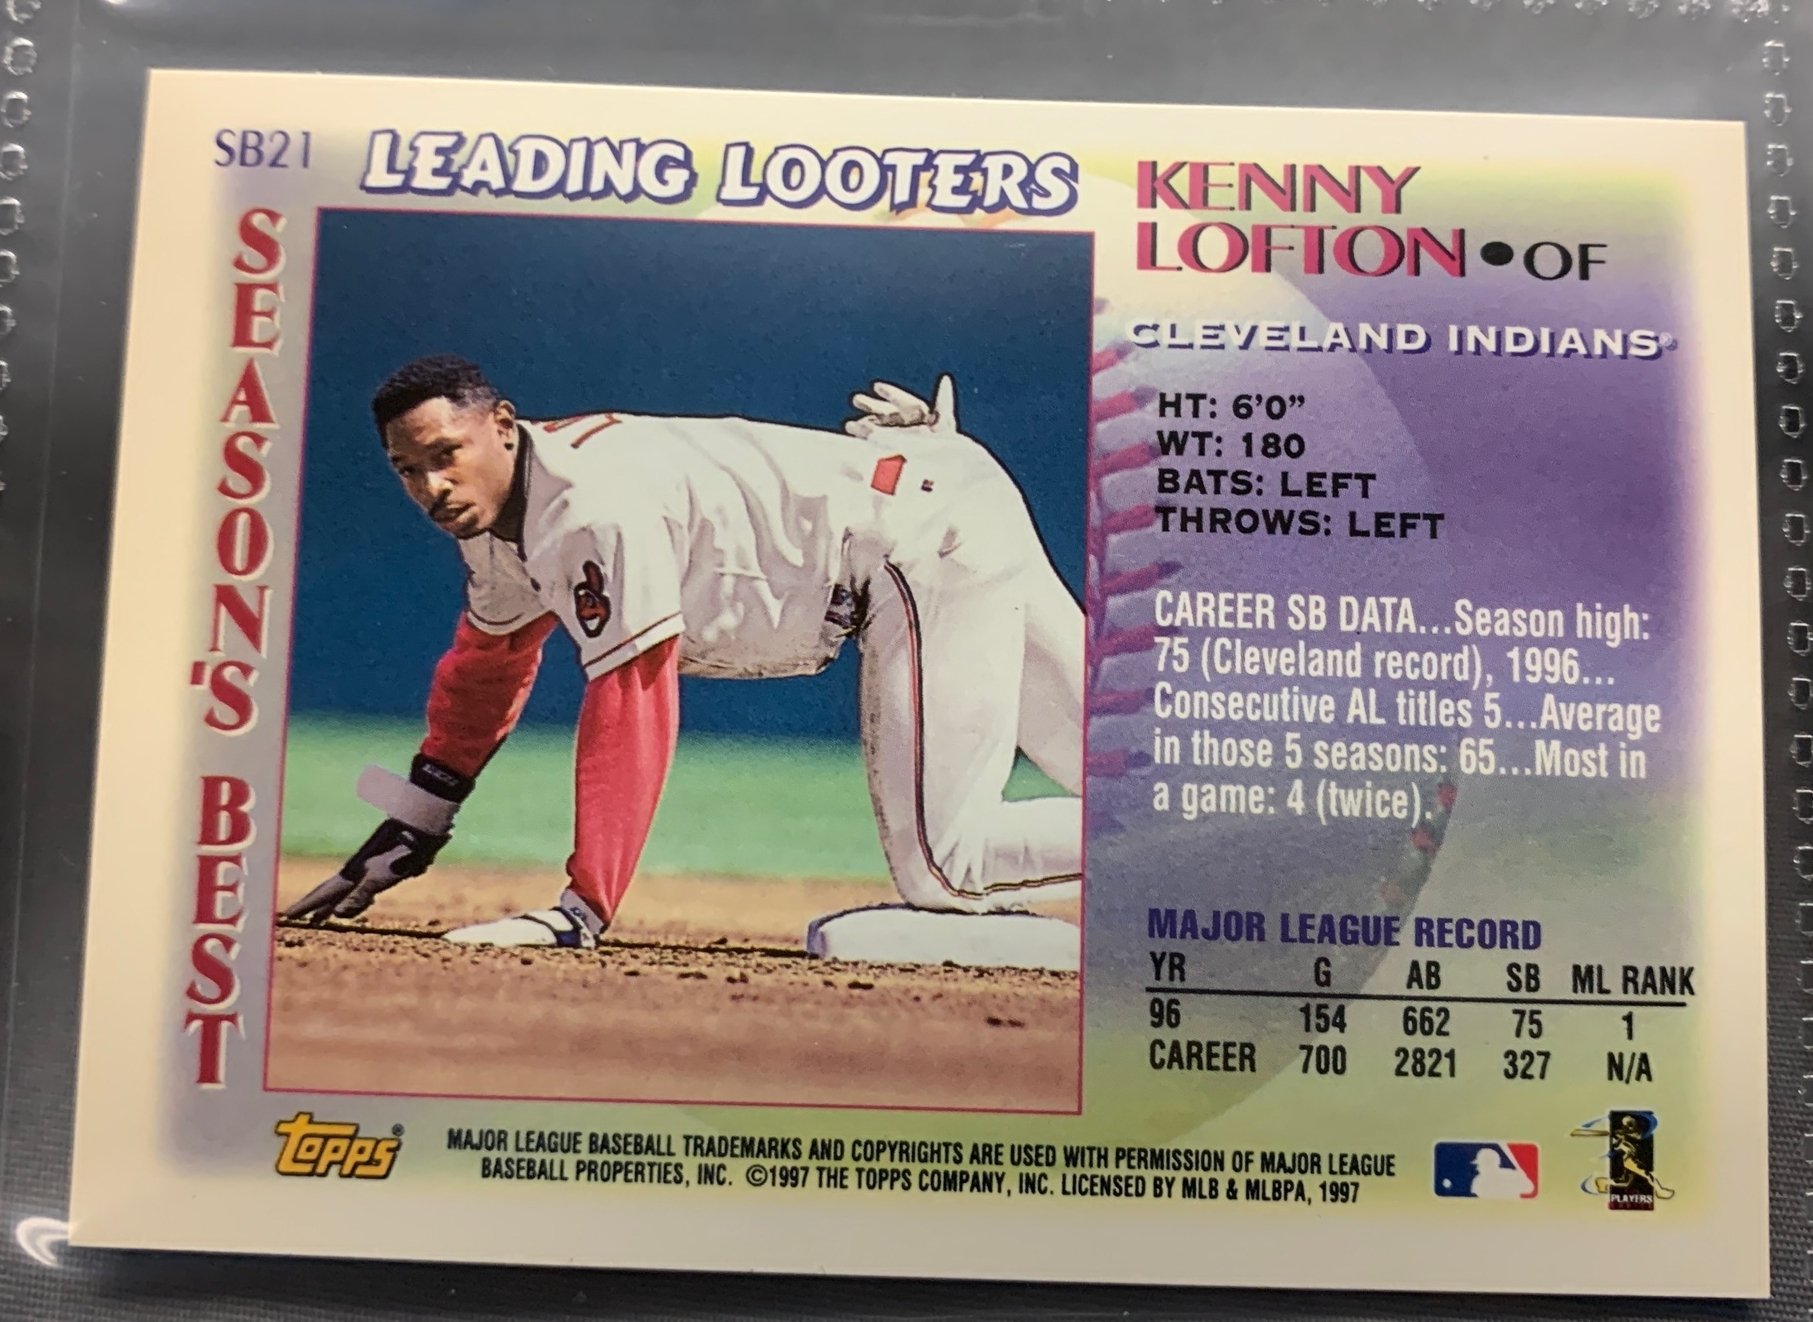 SB21
LEADING LOOTERS
SEASON'S BEST
KENNY
LOFTON • OF
CLEVELAND INDIANS®
HT: 6'0"
WT: 180
BATS: LEFT
THROWS: LEFT
CAREER SB DATA...Season high:
75 (Cleveland record), 1996...
Consecutive AL titles 5...Average
in those 5 seasons: 65...Most in
a game: 4 (twice).
MAJOR LEAGUE RECORD
YR G AB SB ML RANK
96 154 662 75 1
CAREER 700 2821 327 N/A
topps®
MAJOR LEAGUE BASEBALL TRADEMARKS AND COPYRIGHTS ARE USED WITH PERMISSION OF MAJOR LEAGUE
BASEBALL PROPERTIES, INC. ©1997 THE TOPPS COMPANY, INC. LICENSED BY MLB & MLBPA, 1997
PLAYERS